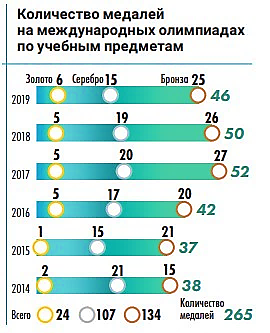 Количество медалей
на международных олимпиадах
по учебным предметам
Золото 6 Серебро 15 Бронза 25
2019 46
5 19 26
2018 50
5 20 27
2017 52
5 17 20
2016 42
1 15 21
2015 37
2 21 15
2014 38
Всего 24 107 134 Количество медалей 265